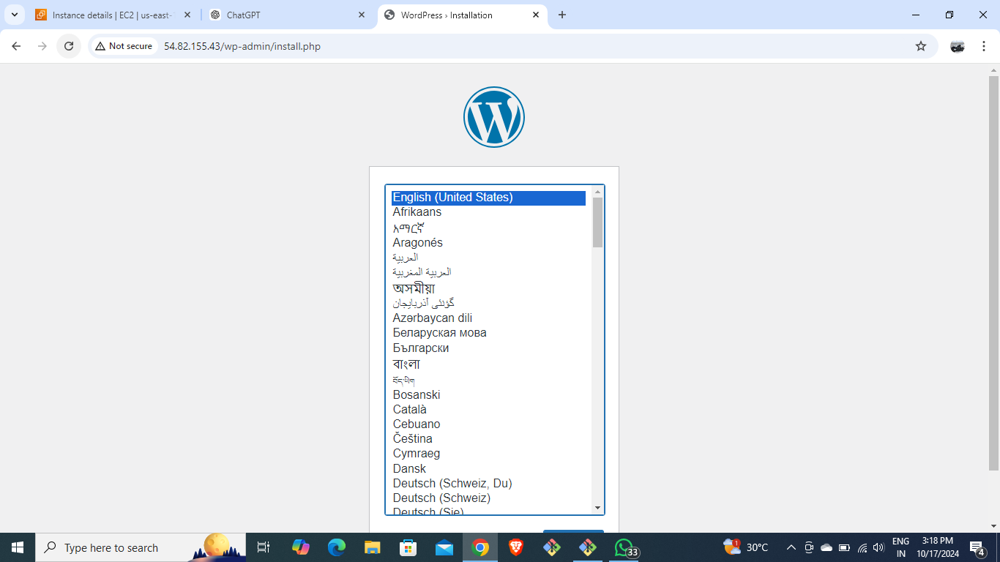 Instance details | EC2 | us-east-
ChatGPT
WordPress › Installation
Not secure
54.82.155.43/wp-admin/install.php
English (United States)
Afrikaans
አማርኛ
Aragonés
العربية
العربية المغربية
অসমীয়া
گؤنئی آذربایجان
Azərbaycan dili
Беларуская мова
Български
বাংলা
བོད་ཡིག
Bosanski
Català
Cebuano
Čeština
Cymraeg
Dansk
Deutsch (Schweiz, Du)
Deutsch (Schweiz)
Deutsch (Sie)
Type here to search
33
1
30°C
ENG
IN
3:18 PM
10/17/2024
4